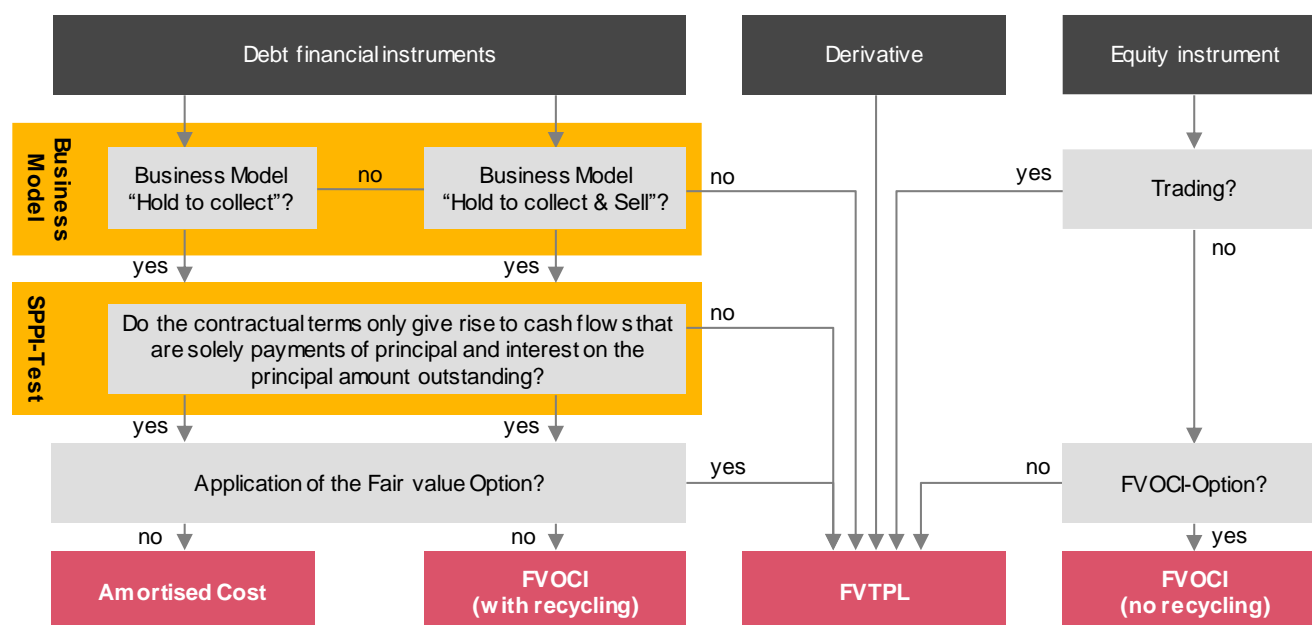 Debt financial instruments
Derivative
Equity instrument
Business
Model
Business Model
“Hold to collect”?
no
Business Model
“Hold to collect & Sell”?
no
yes
Trading?
yes
yes
no
SPPI-Test
Do the contractual terms only give rise to cash flows that
are solely payments of principal and interest on the
principal amount outstanding?
no
yes
yes
Application of the Fair value Option?
yes
no
FVOCI-Option?
no
no
yes
Amortised Cost
FVOCI
(with recycling)
FVTPL
FVOCI
(no recycling)